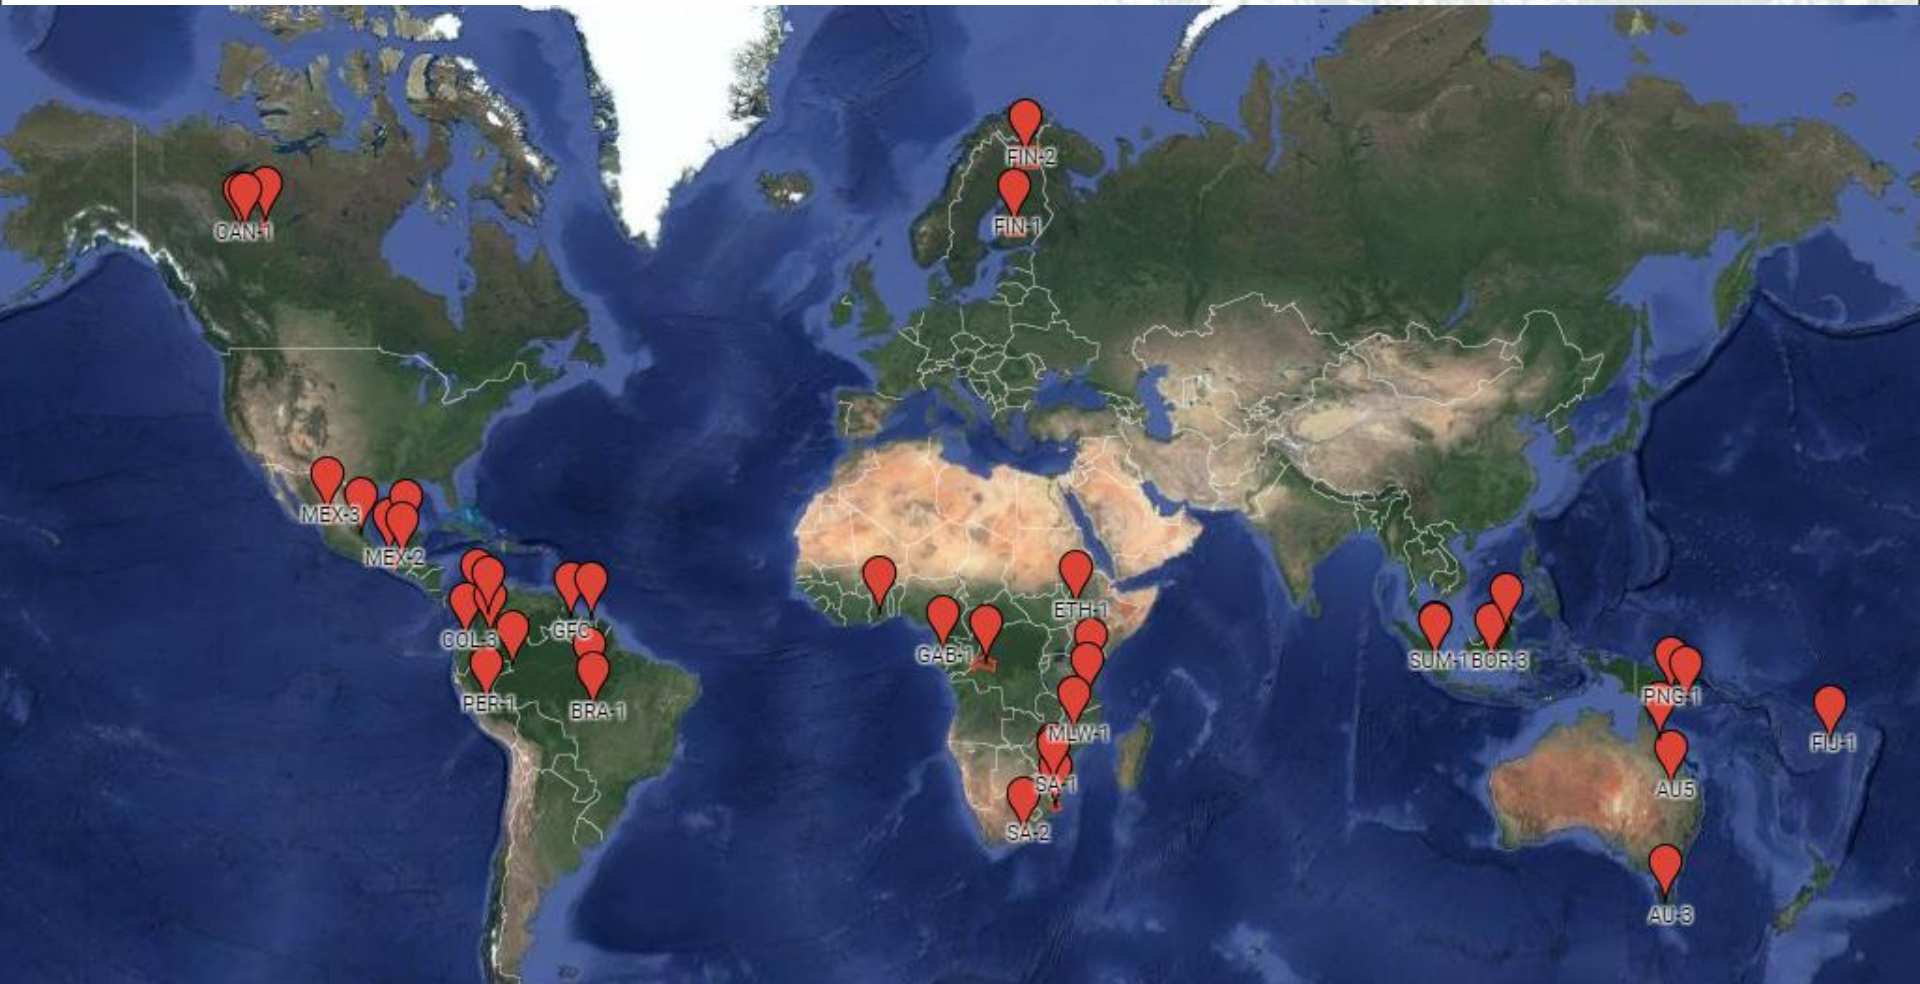 FIN-2
CAN-1
FIN-1
MEX-3
MEX-2
ETH-1
COL-3
GFC
GAB-1
SUM-1
BOR-3
PER-1
BRA-1
PNG-1
MLW-1
FIJ-1
SA-1
AU5
SA-2
AU-3